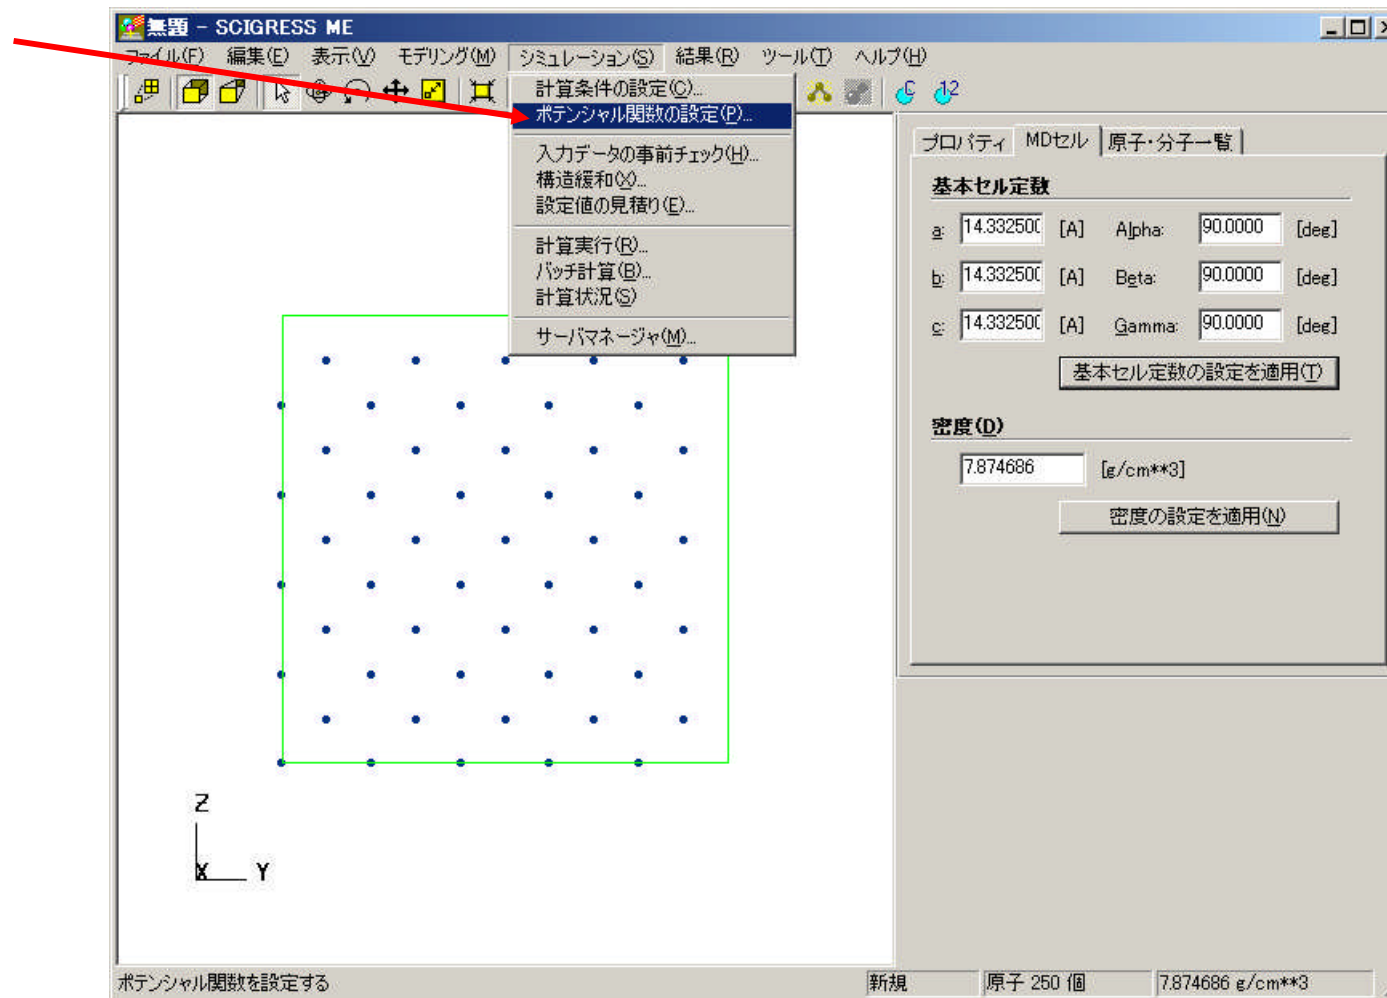 無題 - SCIGRESS ME
ファイル(F) 編集(E) 表示(V) モデリング(M) シミュレーション(S) 結果(R) ツール(T) ヘルプ(H)
計算条件の設定(C)...
ポテンシャル関数の設定(P)...
入力データの事前チェック(H)...
構造緩和(X)...
設定値の見積り(E)...
計算実行(R)...
バッチ計算(B)...
計算状況(S)
サーバマネージャ(M)...
C 12
プロパティ MDセル 原子・分子一覧
基本セル定数
a: 14.332500 [A] Alpha: 90.0000 [deg]
b: 14.332500 [A] Beta: 90.0000 [deg]
c: 14.332500 [A] Gamma: 90.0000 [deg]
基本セル定数の設定を適用(T)
密度(D)
7.874686 [g/cm**3]
密度の設定を適用(N)
Z
X Y
ポテンシャル関数を設定する 新規 原子 250 個 7.874686 g/cm**3